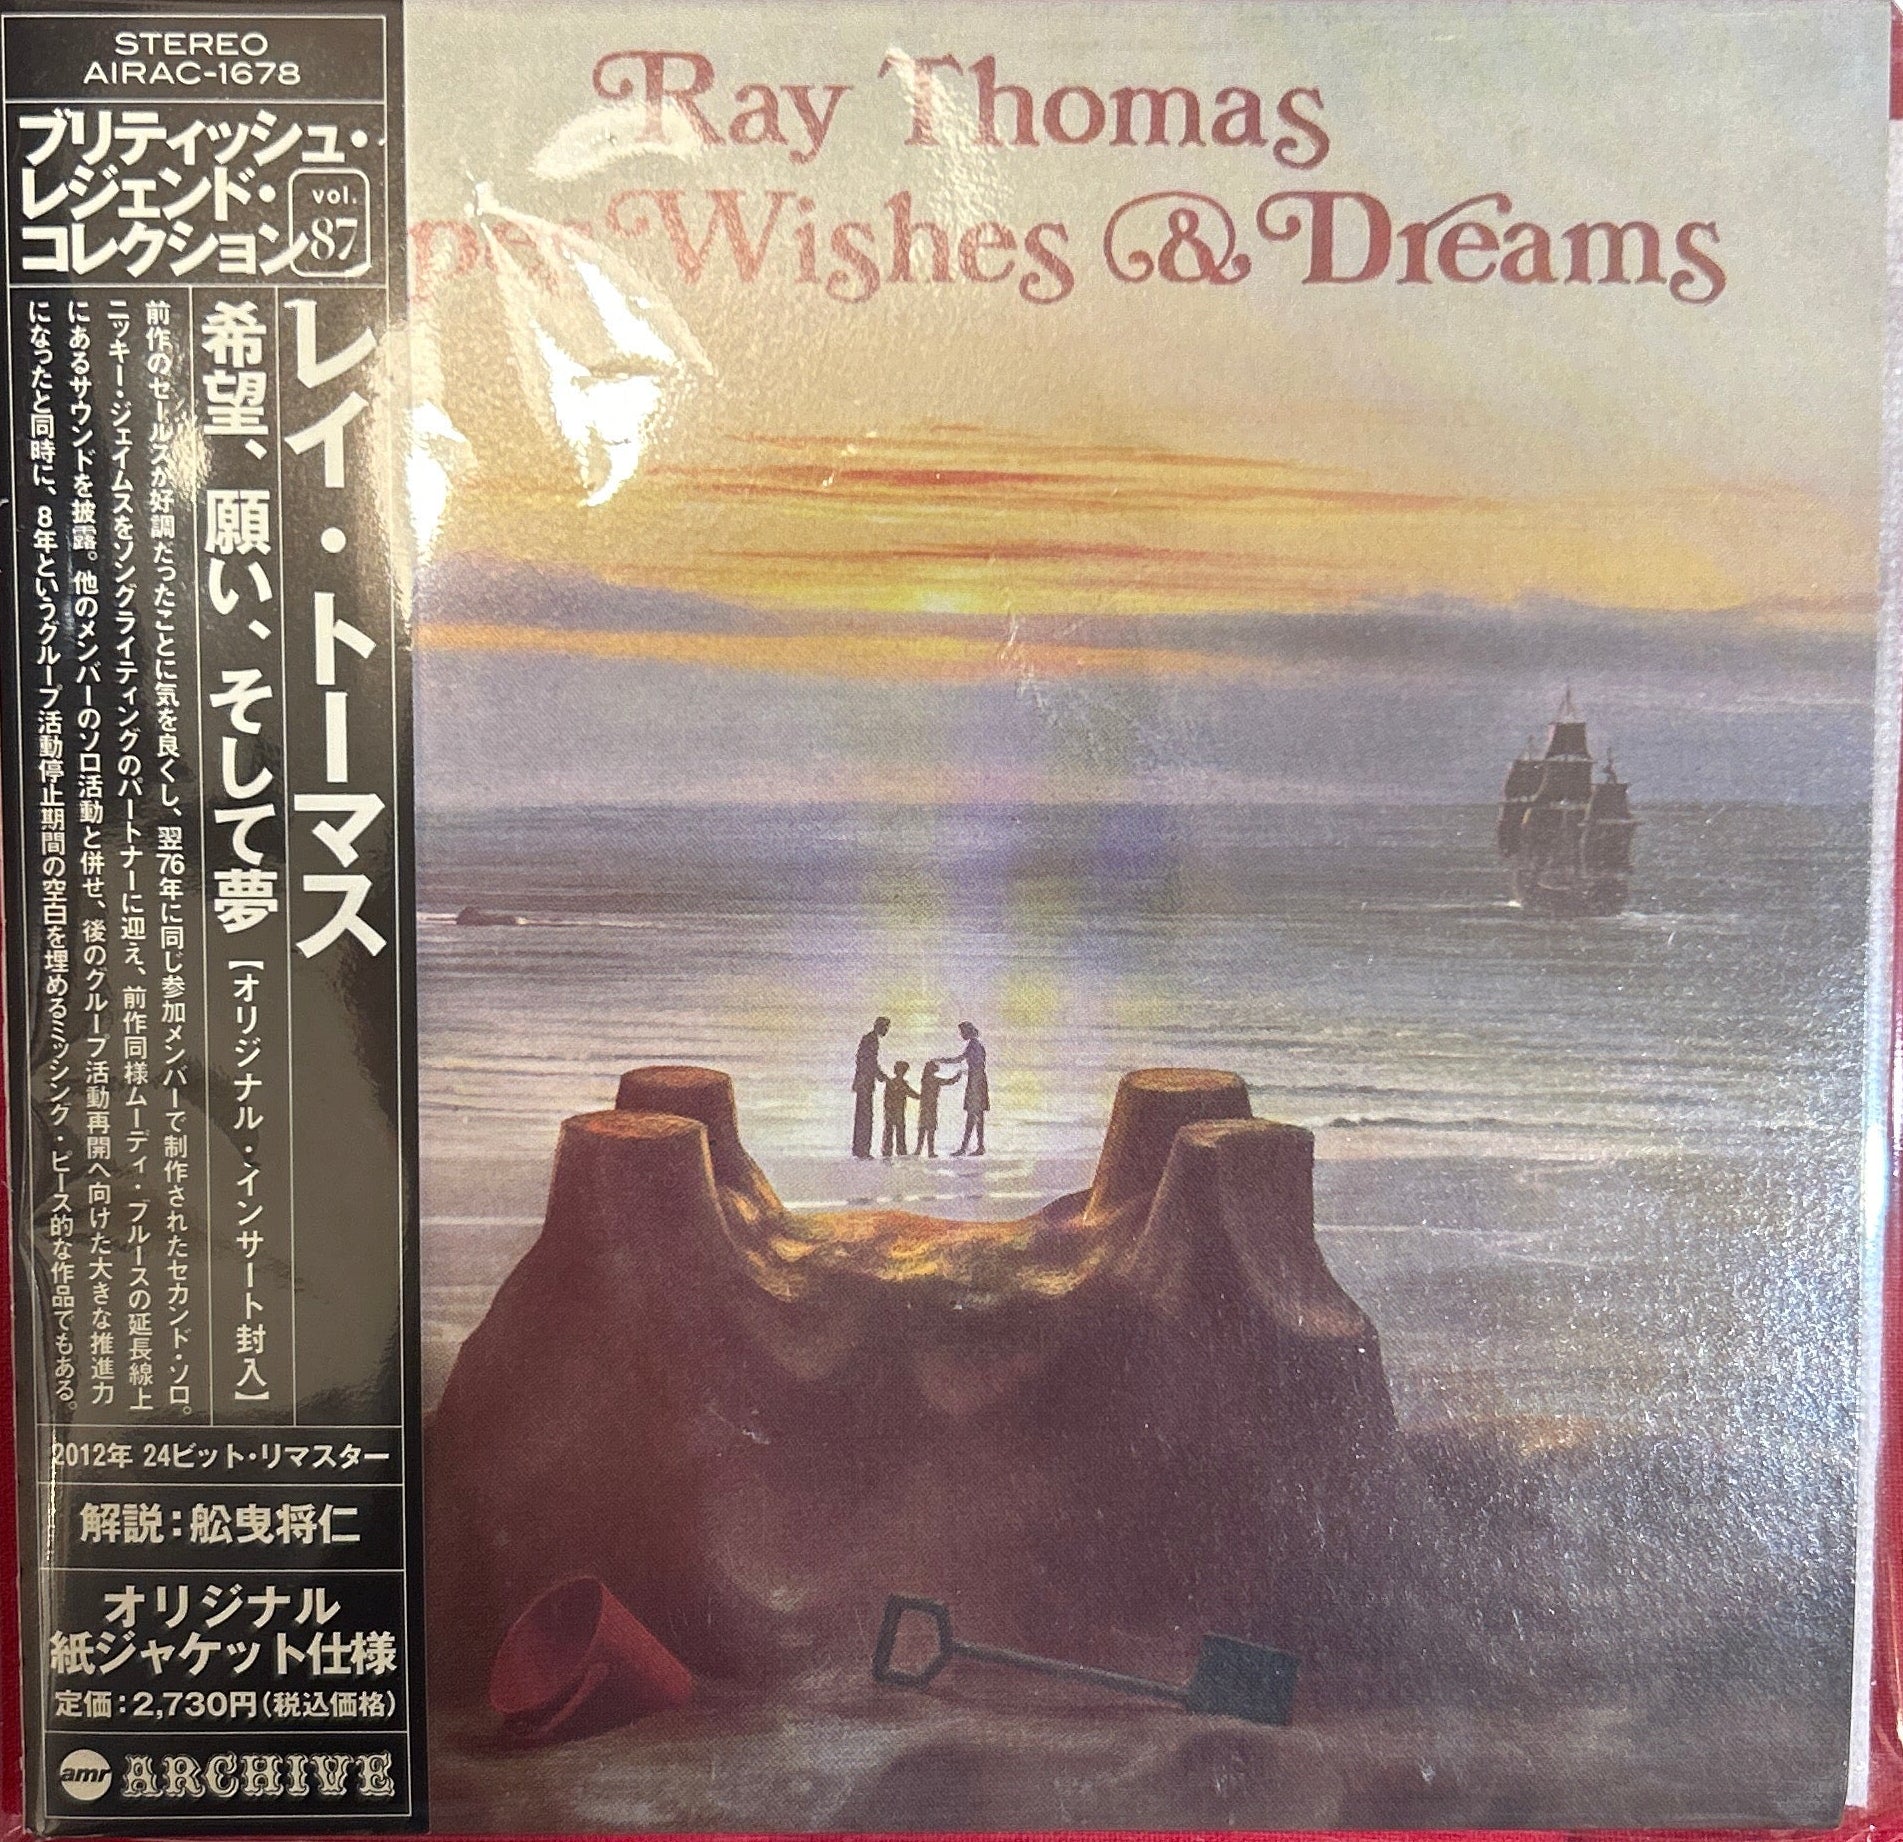 STEREO
AIRAC-1678
ブリティッシュ・
レジェンド・
コレクション
vol.
87
レイ・トーマス
希望、願い、そして夢【オリジナル・インサート封入】
前作のセールスが好調だったことに気を良くし、翌76年に同じ参加メンバーで制作されたセカンド・ソロ。
ニッキー・ジェイムスをソングライティングのパートナーに迎え、前作同様ムーディ・ブルースの延長線上
にあるサウンドを披露。他のメンバーのソロ活動と併せ、後のグループ活動再開へ向けた大きな推進力
になったと同時に、8年というグループ活動停止期間の空白を埋めるミッシング・ピース的な作品でもある。
2012年 24ビット・リマスター
解説：舩曳将仁
オリジナル
紙ジャケット仕様
定価：2,730円（税込価格）
amr ARCHIVE
Ray Thomas
pes Wishes & Dreams